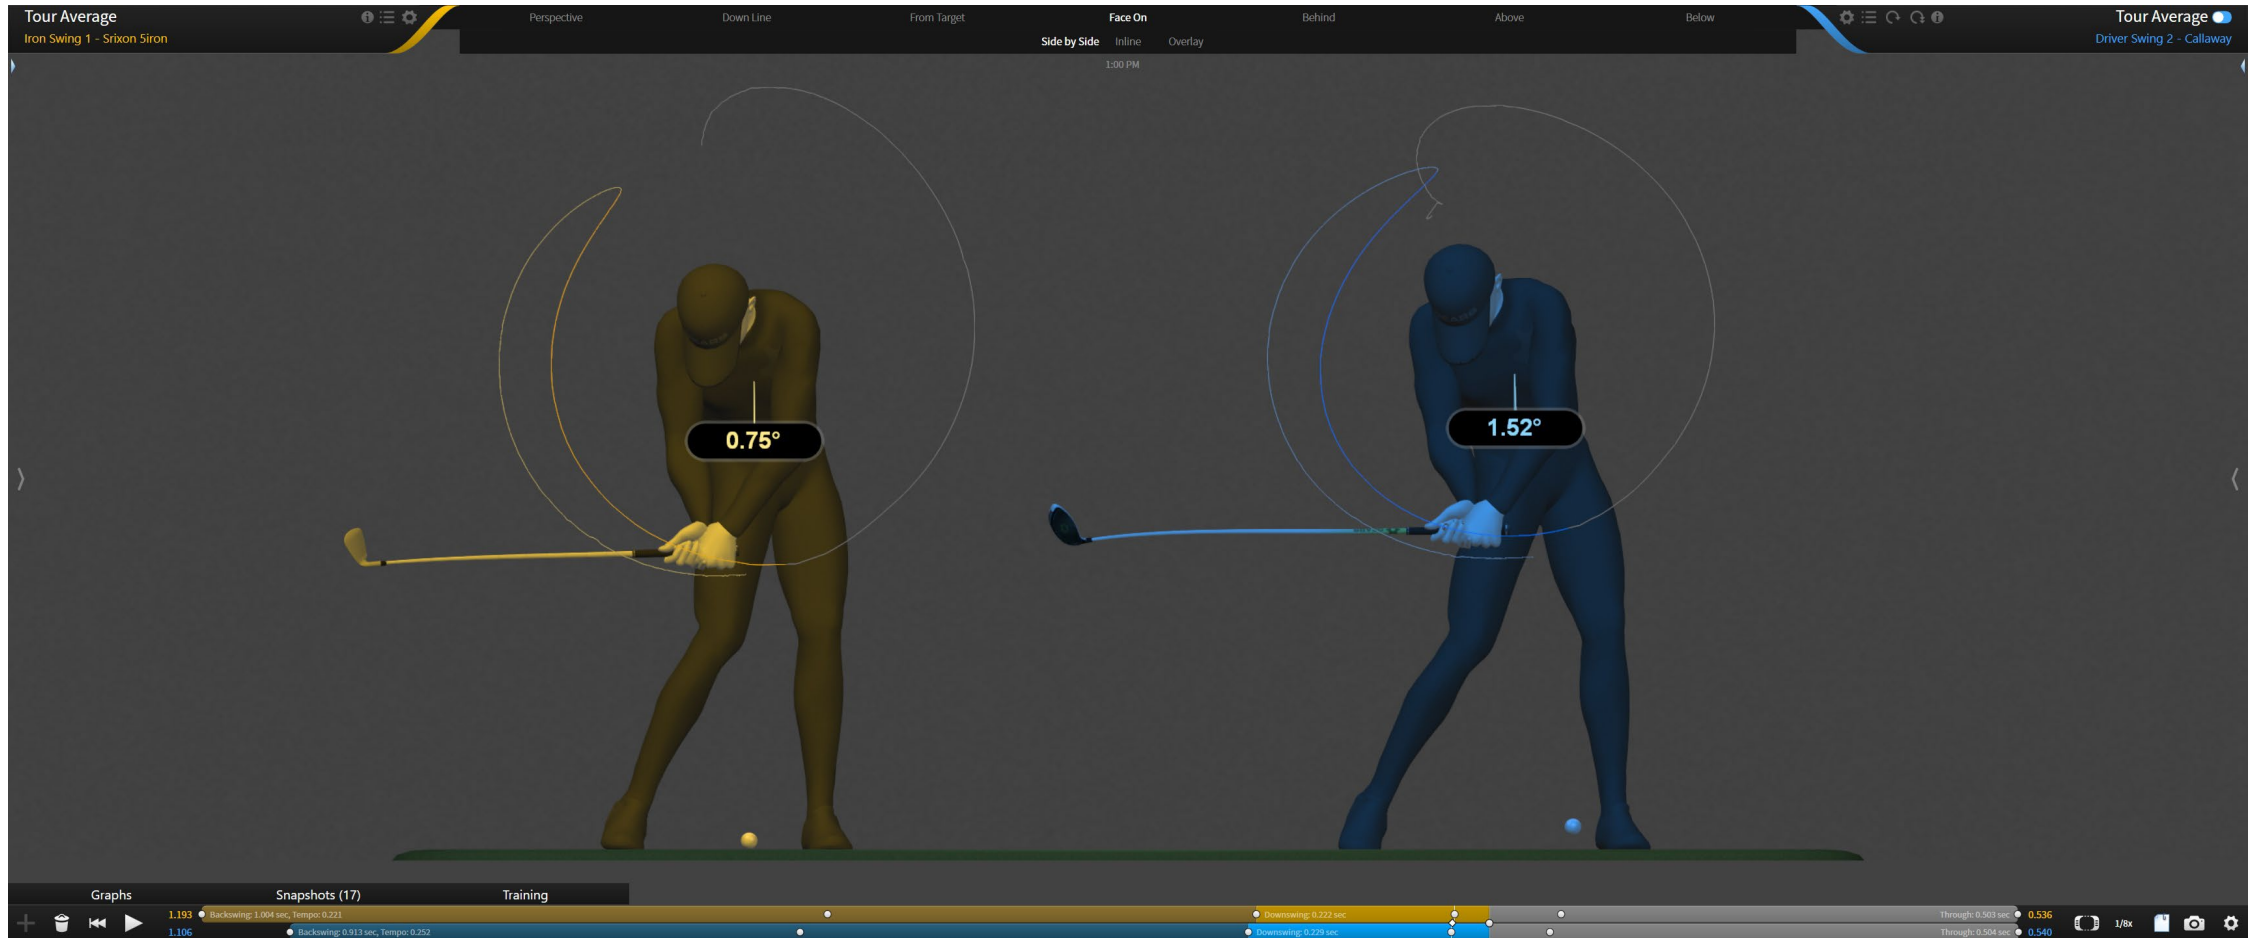 Tour Average
Iron Swing 1 - Srixon 5iron
Perspective
Down Line
From Target
Face On
Behind
Above
Below
Side by Side
Inline
Overlay
1:00 PM
Tour Average
Driver Swing 2 - Callaway
0.75°
1.52°
Graphs
Snapshots (17)
Training
1.193
Backswing: 1.004 sec, Tempo: 0.221
Downswing: 0.222 sec
Through: 0.503 sec
0.536
1.106
Backswing: 0.913 sec, Tempo: 0.252
Downswing: 0.229 sec
Through: 0.504 sec
0.540
1/8x